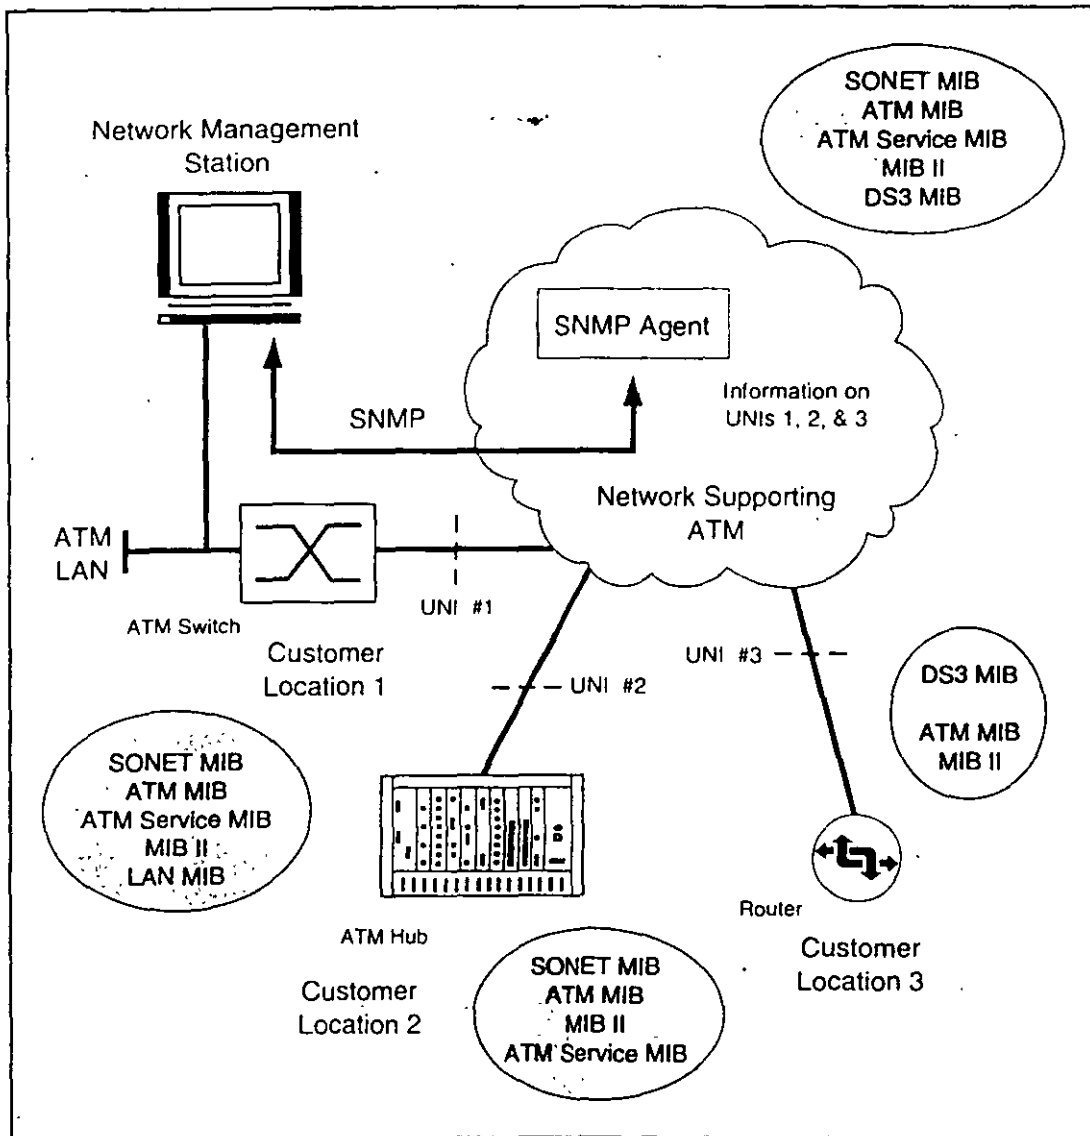 SONET MIB
ATM MIB
ATM Service MIB
MIB II
DS3 MIB
Network Management
Station
SNMP Agent
Information on
UNIs 1, 2, & 3
SNMP
Network Supporting
ATM
ATM
LAN
UNI #1
ATM Switch
Customer
Location 1
UNI #2
UNI #3
DS3 MIB
ATM MIB
MIB II
SONET MIB
ATM MIB
ATM Service MIB
MIB II
LAN MIB
ATM Hub
Customer
Location 2
SONET MIB
ATM MIB
MIB II
ATM Service MIB
Router
Customer
Location 3